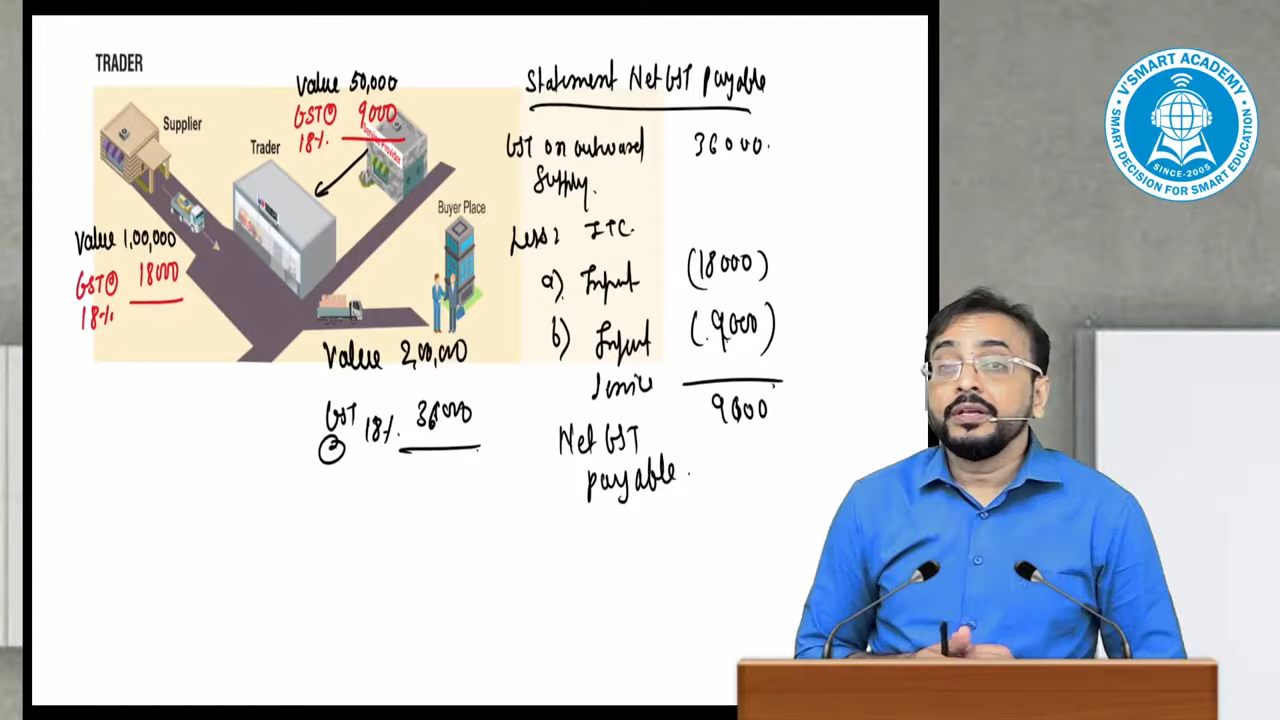 TRADER
Value 50,000
GST@ 9000
18%
Supplier
Trader
Buyer Place
Value 1,00,000
GST@ 18000
18%
Value 2,00,000
GST 36000
@ 18%
Statement Net GST Payable
GST on outward 36000.
Supply.
Less: ITC.
a) Input (18000)
b) Input (9,000)
Service
9000
Net GST
payable.
V'SMART ACADEMY
SINCE-2005
SMART DECISION FOR SMART EDUCATION